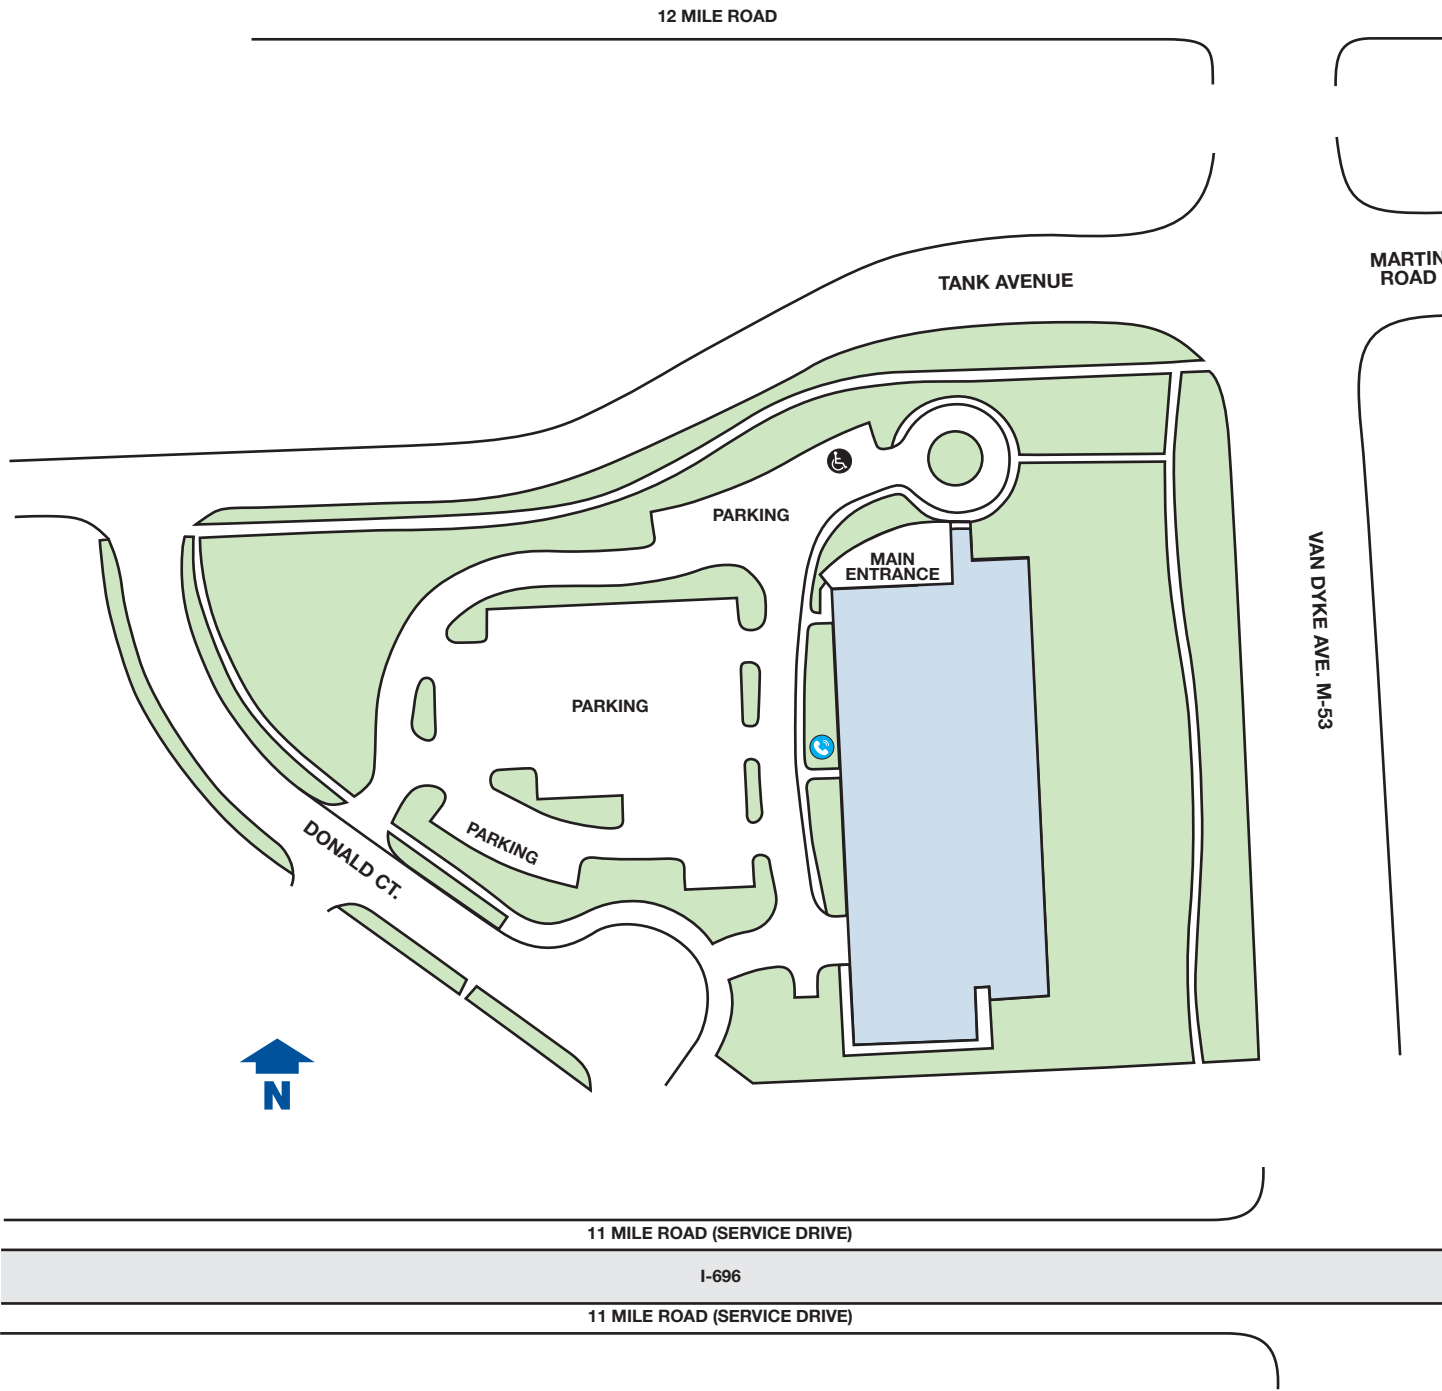 12 MILE ROAD
TANK AVENUE
MARTIN
ROAD
PARKING
MAIN
ENTRANCE
VAN DYKE AVE. M-53
PARKING
PARKING
DONALD CT.
N
11 MILE ROAD (SERVICE DRIVE)
I-696
11 MILE ROAD (SERVICE DRIVE)